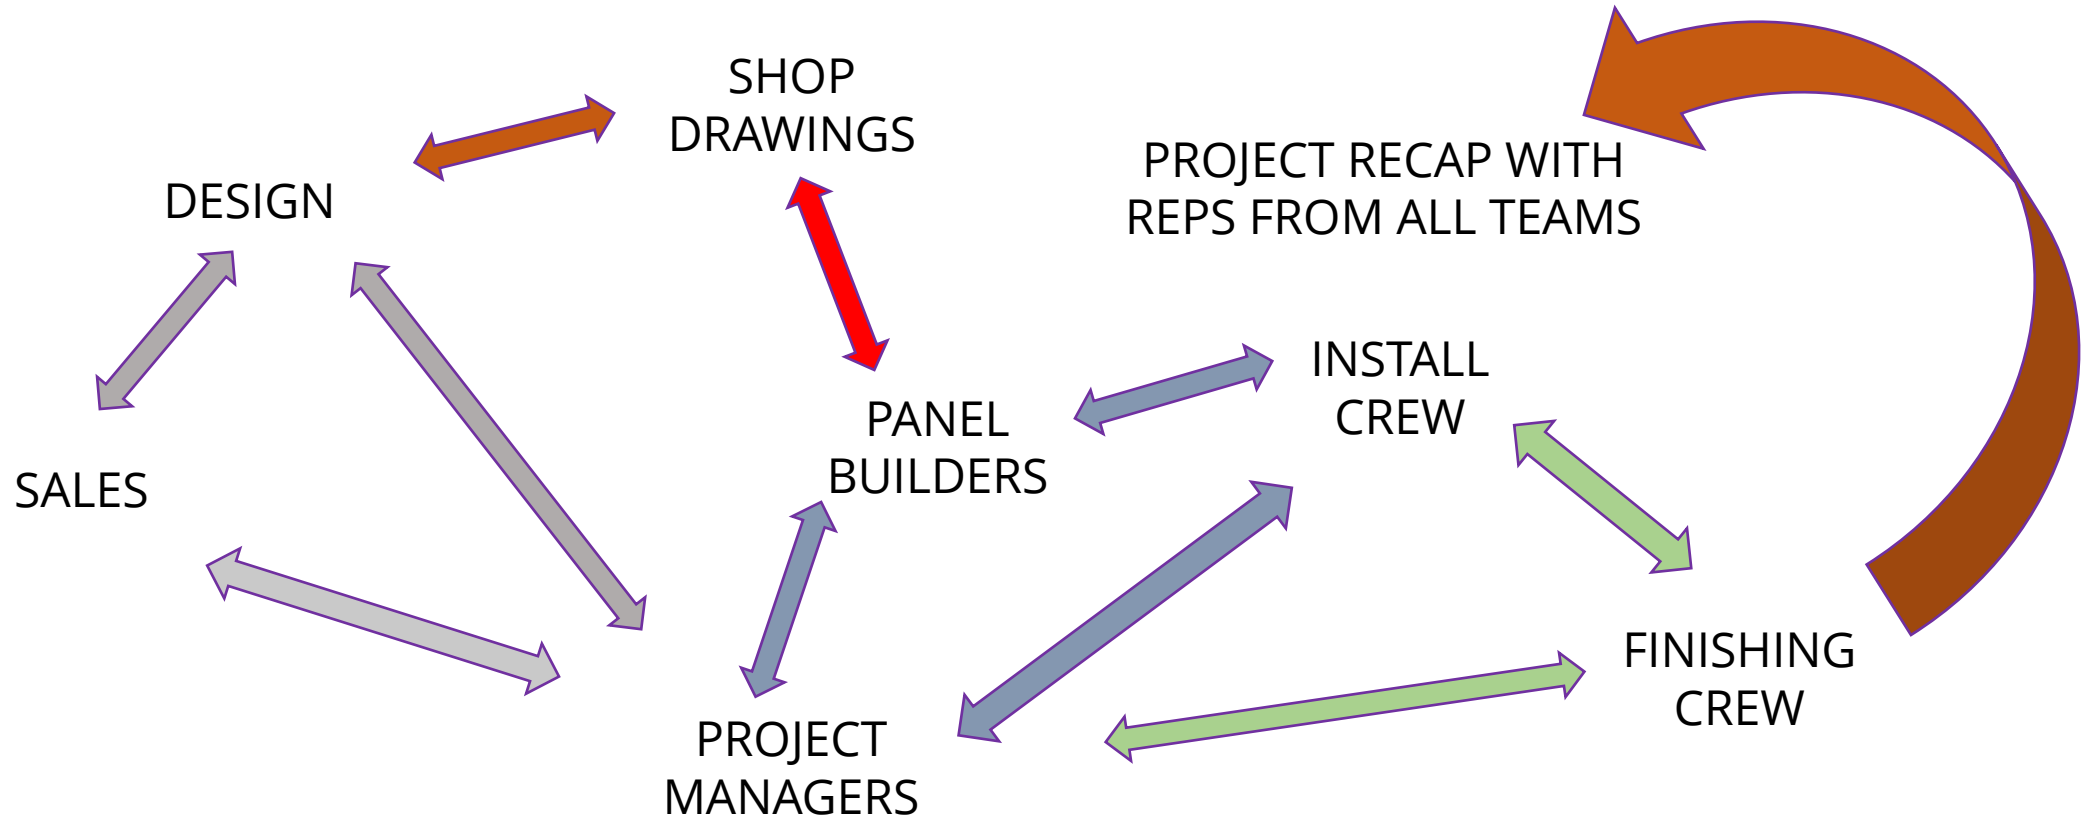 SHOP
DRAWINGS
DESIGN
PROJECT RECAP WITH
REPS FROM ALL TEAMS
INSTALL
CREW
PANEL
BUILDERS
SALES
FINISHING
CREW
PROJECT
MANAGERS